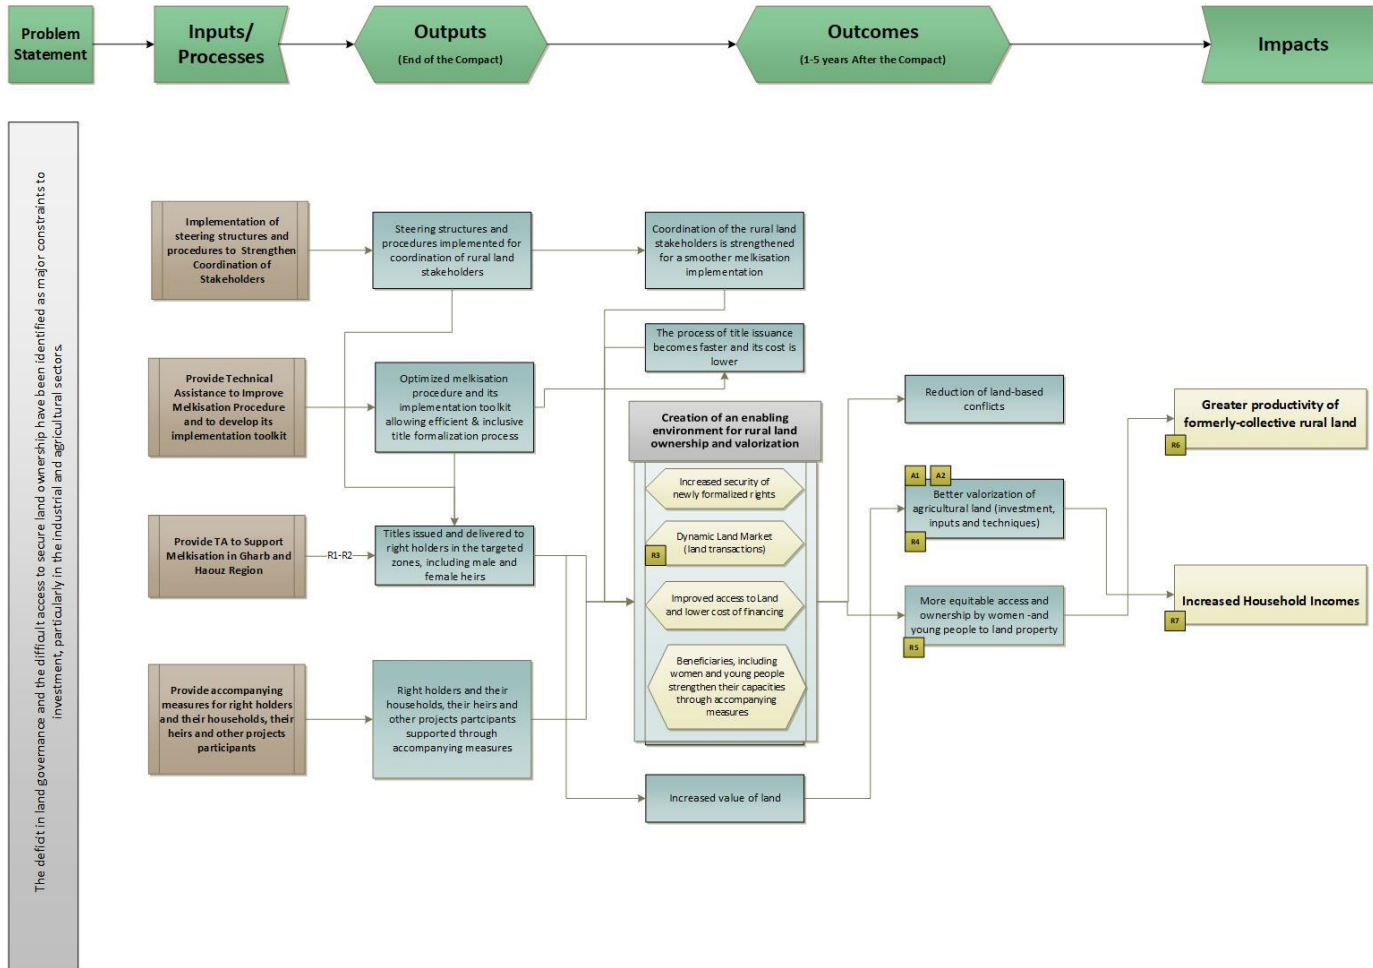 Problem
Statement
Inputs/
Processes
Outputs
(End of the Compact)
Outcomes
(1-5 years After the Compact)
Impacts
The deficit in land governance and the difficult access to secure land ownership have been identified as major constraints to
investment, particularly in the industrial and agricultural sectors.
Implementation of
steering structures and
procedures to Strengthen
Coordination of
Stakeholders
Steering structures and
procedures implemented for
coordination of rural land
stakeholders
Coordination of the rural land
stakeholders is strengthened
for a smoother melkisation
implementation
The process of title issuance
becomes faster and its cost is
lower
Provide Technical
Assistance to Improve
Melkisation Procedure
and to develop its
implementation toolkit
Optimized melkisation
procedure and its
implementation toolkit
allowing efficient & inclusive
title formalization process
Creation of an enabling
environment for rural land
ownership and valorization
Increased security of
newly formalized rights
Dynamic Land Market
(land transactions)
R3
Improved access to Land
and lower cost of financing
Beneficiaries, including
women and young people
strengthen their capacities
through accompanying
measures
Reduction of land-based
conflicts
Greater productivity of
formerly-collective rural land
R6
A1 A2
Better valorization of
agricultural land (investment,
inputs and techniques)
R4
Provide TA to Support
Melkisation in Gharb and
Haouz Region
R1-R2
Titles issued and delivered to
right holders in the targeted
zones, including male and
female heirs
More equitable access and
ownership by women -and
young people to land property
R5
Increased Household Incomes
R7
Provide accompanying
measures for right holders
and their households, their
heirs and other projects
participants
Right holders and their
households, their heirs and
other projects partcipants
supported through
accompanying measures
Increased value of land